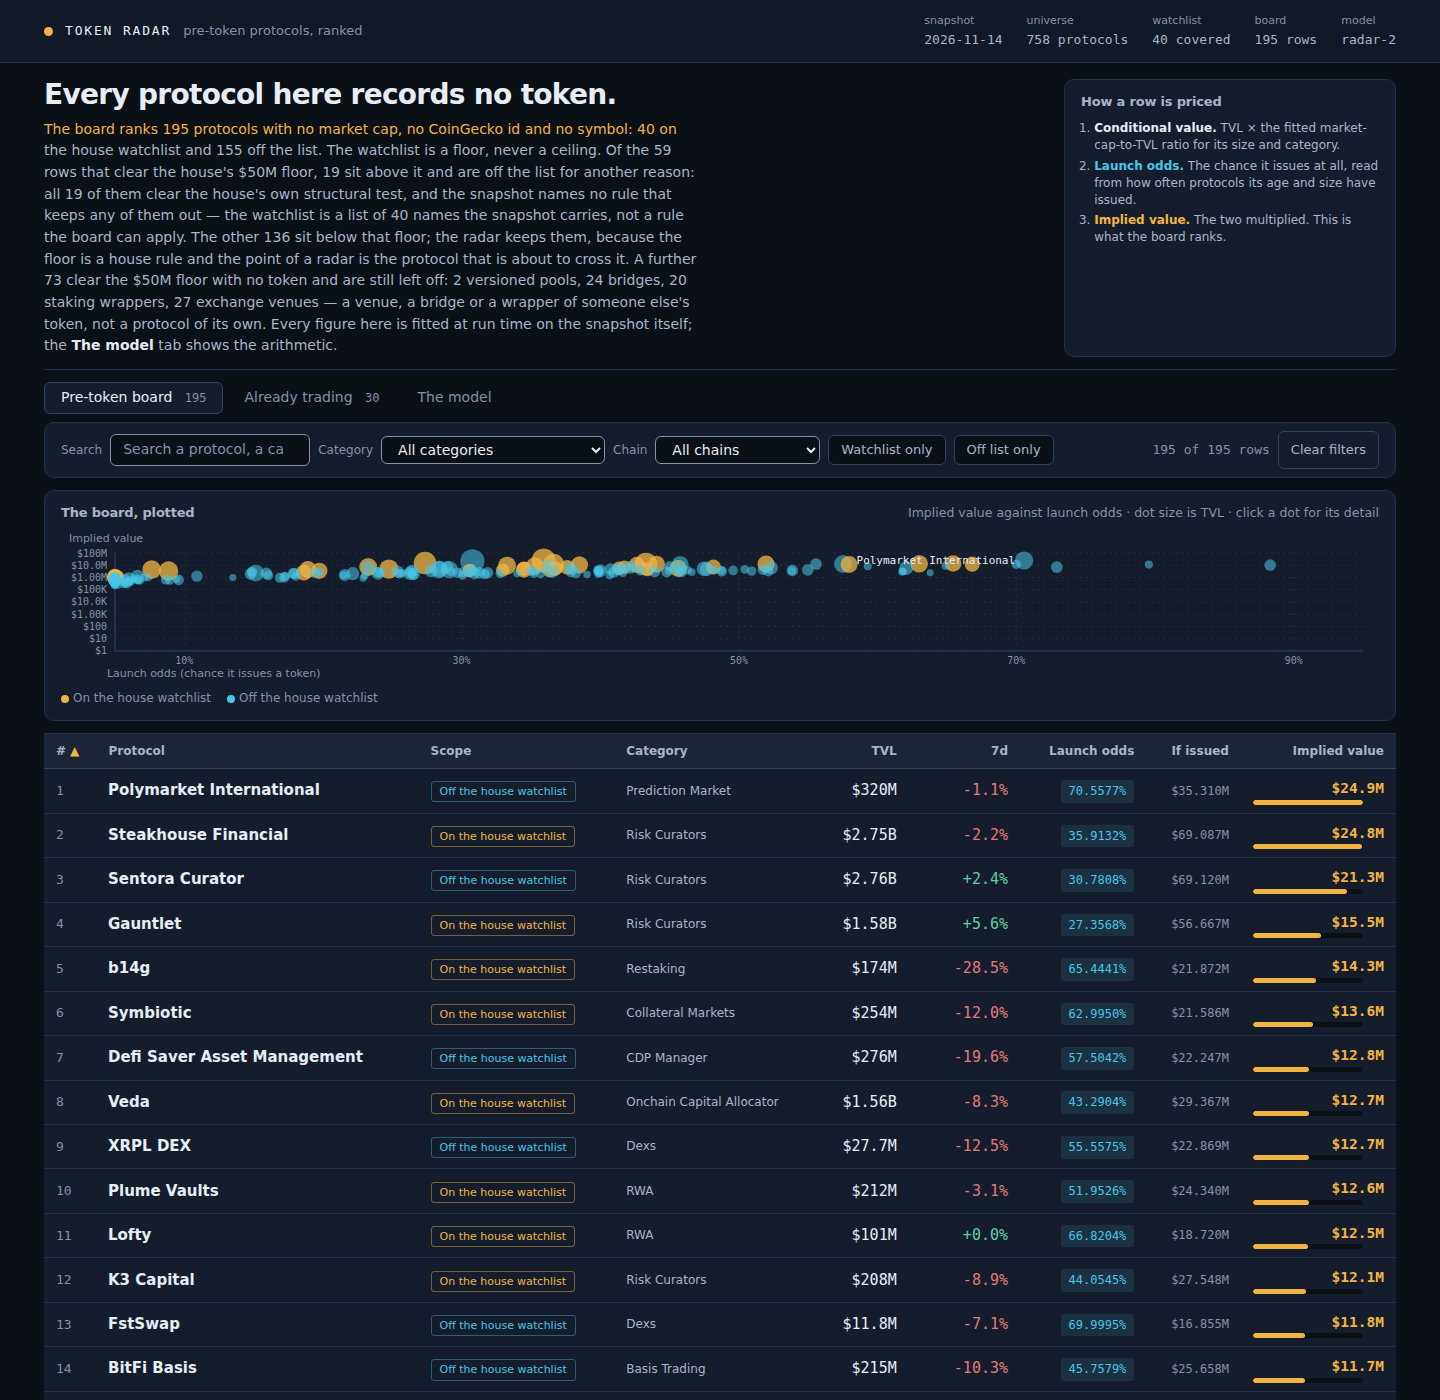 TOKEN RADAR pre-token protocols, ranked
snapshot universe watchlist board model
2026-11-14 758 protocols 40 covered 195 rows radar-2
Every protocol here records no token.
The board ranks 195 protocols with no market cap, no CoinGecko id and no symbol: 40 on
the house watchlist and 155 off the list. The watchlist is a floor, never a ceiling. Of the 59
rows that clear the house's $50M floor, 19 sit above it and are off the list for another reason:
all 19 of them clear the house's own structural test, and the snapshot names no rule that
keeps any of them out — the watchlist is a list of 40 names the snapshot carries, not a rule
the board can apply. The other 136 sit below that floor; the radar keeps them, because the
floor is a house rule and the point of a radar is the protocol that is about to cross it. A further
73 clear the $50M floor with no token and are still left off: 2 versioned pools, 24 bridges, 20
staking wrappers, 27 exchange venues — a venue, a bridge or a wrapper of someone else's
token, not a protocol of its own. Every figure here is fitted at run time on the snapshot itself;
the The model tab shows the arithmetic.
How a row is priced
1. Conditional value. TVL × the fitted market-
cap-to-TVL ratio for its size and category.
2. Launch odds. The chance it issues at all, read
from how often protocols its age and size have
issued.
3. Implied value. The two multiplied. This is
what the board ranks.
Pre-token board 195 Already trading 30 The model
Search Search a protocol, a ca Category All categories Chain All chains Watchlist only Off list only 195 of 195 rows Clear filters
The board, plotted Implied value against launch odds · dot size is TVL · click a dot for its detail
Implied value
$100M
$10.0M
$1.00M
$100K
$10.0K
$1.00K
$100
$10
$1
Polymarket International
10% 30% 50% 70% 90%
Launch odds (chance it issues a token)
On the house watchlist Off the house watchlist
# ▲ Protocol Scope Category TVL 7d Launch odds If issued Implied value
1 Polymarket International Off the house watchlist Prediction Market $320M -1.1% 70.5577% $35.310M $24.9M
2 Steakhouse Financial On the house watchlist Risk Curators $2.75B -2.2% 35.9132% $69.087M $24.8M
3 Sentora Curator Off the house watchlist Risk Curators $2.76B +2.4% 30.7808% $69.120M $21.3M
4 Gauntlet On the house watchlist Risk Curators $1.58B +5.6% 27.3568% $56.667M $15.5M
5 b14g On the house watchlist Restaking $174M -28.5% 65.4441% $21.872M $14.3M
6 Symbiotic On the house watchlist Collateral Markets $254M -12.0% 62.9950% $21.586M $13.6M
7 Defi Saver Asset Management Off the house watchlist CDP Manager $276M -19.6% 57.5042% $22.247M $12.8M
8 Veda On the house watchlist Onchain Capital Allocator $1.56B -8.3% 43.2904% $29.367M $12.7M
9 XRPL DEX Off the house watchlist Dexs $27.7M -12.5% 55.5575% $22.869M $12.7M
10 Plume Vaults On the house watchlist RWA $212M -3.1% 51.9526% $24.340M $12.6M
11 Lofty On the house watchlist RWA $101M +0.0% 66.8204% $18.720M $12.5M
12 K3 Capital On the house watchlist Risk Curators $208M -8.9% 44.0545% $27.548M $12.1M
13 FstSwap Off the house watchlist Dexs $11.8M -7.1% 69.9995% $16.855M $11.8M
14 BitFi Basis Off the house watchlist Basis Trading $215M -10.3% 45.7579% $25.658M $11.7M